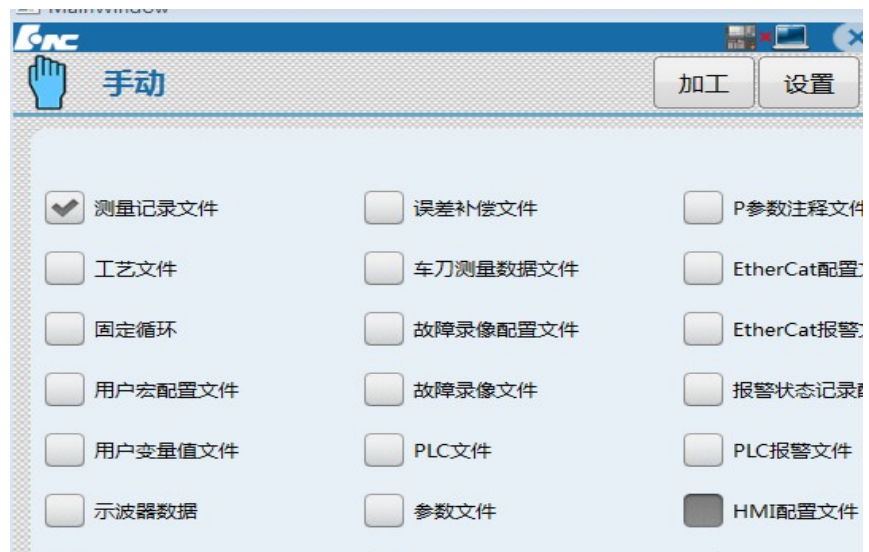 手动
加工
设置
测量记录文件
误差补偿文件
P参数注释文件
工艺文件
车刀测量数据文件
EtherCat配置
固定循环
故障录像配置文件
EtherCat报警
用户宏配置文件
故障录像文件
报警状态记录
用户变量值文件
PLC文件
PLC报警文件
示波器数据
参数文件
HMI配置文件